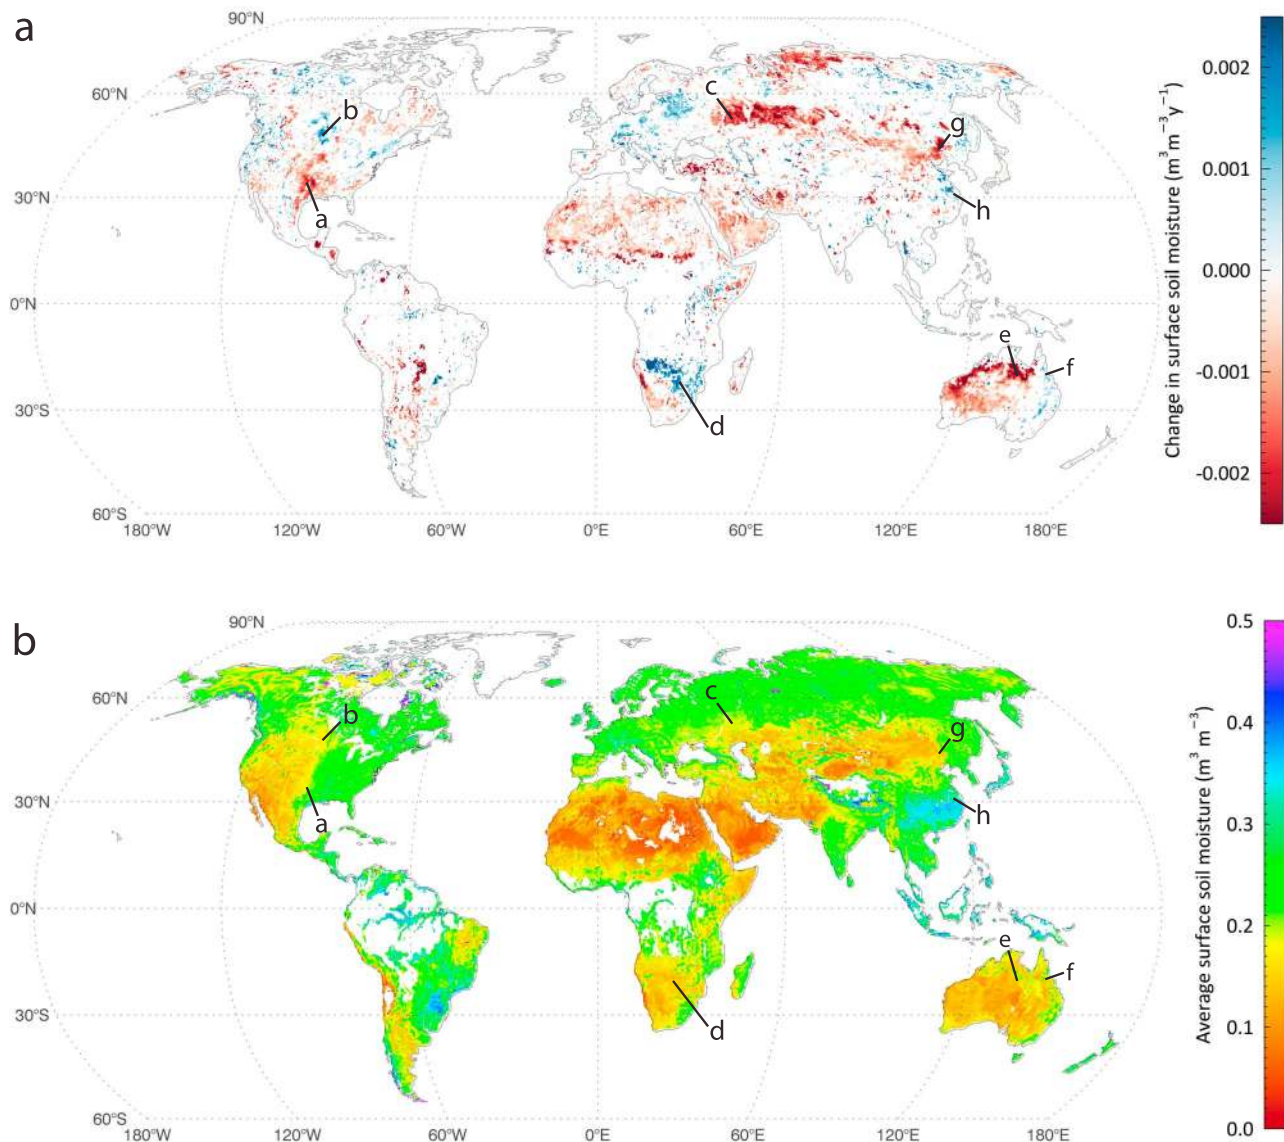 a
90°N
60°N
30°N
0°N
30°S
60°S
180°W
120°W
60°W
0°E
60°E
120°E
180°E
a
b
c
d
e
f
g
h
0.002
0.001
0.000
-0.001
-0.002
Change in surface soil moisture (m³ m⁻³ y⁻¹)
b
90°N
60°N
30°N
0°N
30°S
60°S
180°W
120°W
60°W
0°E
60°E
120°E
180°E
a
b
c
d
e
f
g
h
0.5
0.4
0.3
0.2
0.1
0.0
Average surface soil moisture (m³ m⁻³)